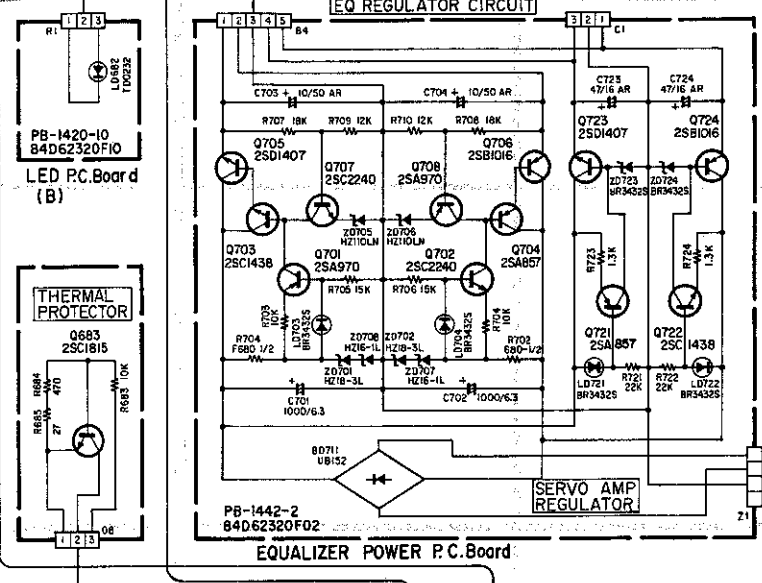 EQ REGULATOR CIRCUIT
R1
1 2 3
LD682
TD0232
PB-1420-10
84D62320F10
LED P.C.Board
(B)
THERMAL
PROTECTOR
Q683
2SC1815
R684
470
R685
27
R683
10K
1 2 3
1 2 3 4 5
B4
3 2 1
C1
C703 + 10/50 AR
C704 + 10/50 AR
R707 18K
R709 12K
R710 12K
R708 18K
Q705
2SD1407
Q707
2SC2240
Q708
2SA970
Q706
2SB1016
ZD705
HZ110LN
ZD706
HZ110LN
Q703
2SC1438
Q701
2SA970
Q702
2SC2240
Q704
2SA857
R705 15K
R706 15K
R703
10K
LD703
BR3432S
LD704
BR3432S
R704
10K
R704
F680 1/2
ZD708
HZ16-1L
ZD702
HZ18-3L
R702
680-1/2
ZD701
HZ18-3L
ZD707
HZ16-1L
+
C701
1000/6.3
+
C702 1000/6.3
BD711
UB152
C723
47/16 AR
+
C724
47/16 AR
+
Q723
2SD1407
Q724
2SB1016
ZD723
BR3432S
ZD724
BR3432S
R723
1.3K
R724
1.3K
Q721
2SA857
Q722
2SC1438
LD721
BR3432S
R721
22K
R722
22K
LD722
BR3432S
SERVO AMP
REGULATOR
Z1
PB-1442-2
84D62320F02
EQUALIZER POWER P.C.Board